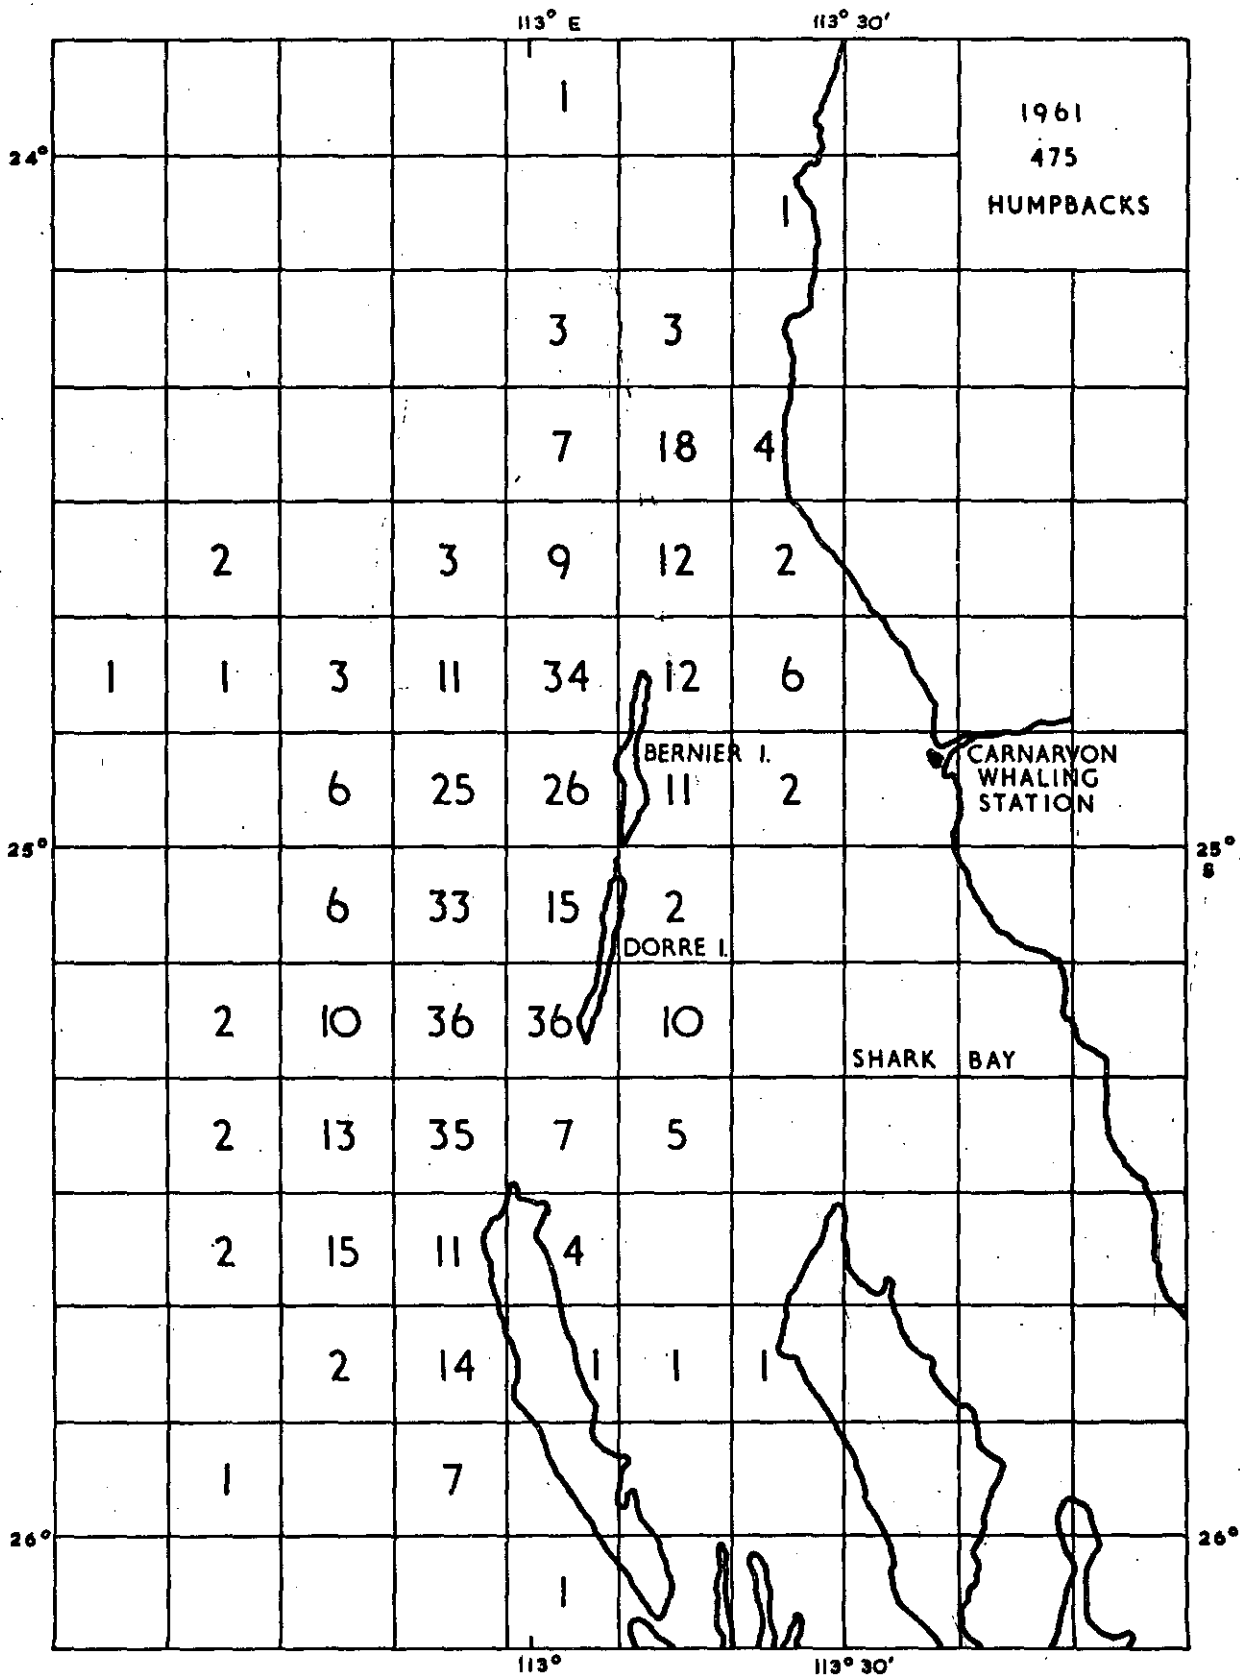 113° E 113° 30'
1
1961
475
HUMPBACKS
24°
1
3 3
7 18 4
2 3 9 12 2
1 1 3 11 34 12 6
BERNIER I.
CARNARVON
WHALING
STATION
6 25 26 11 2
25° 25°
S
6 33 15 2
DORRE I.
2 10 36 36 10
SHARK BAY
2 13 35 7 5
2 15 11 4
2 14 1 1 1
1 7
26° 26°
1
113° 113° 30'